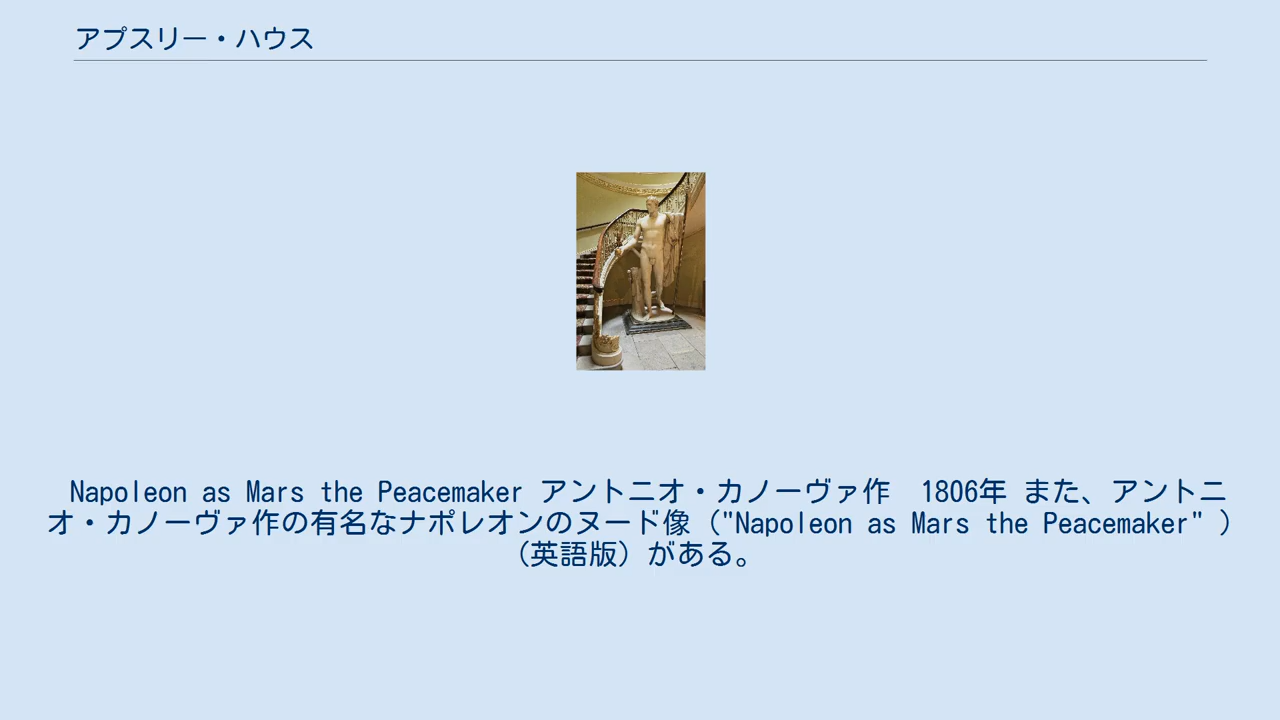 アプスリー・ハウス
Napoleon as Mars the Peacemaker アントニオ・カノーヴァ作　1806年 また、アントニ
オ・カノーヴァ作の有名なナポレオンのヌード像（"Napoleon as Mars the Peacemaker" ）
（英語版）がある。